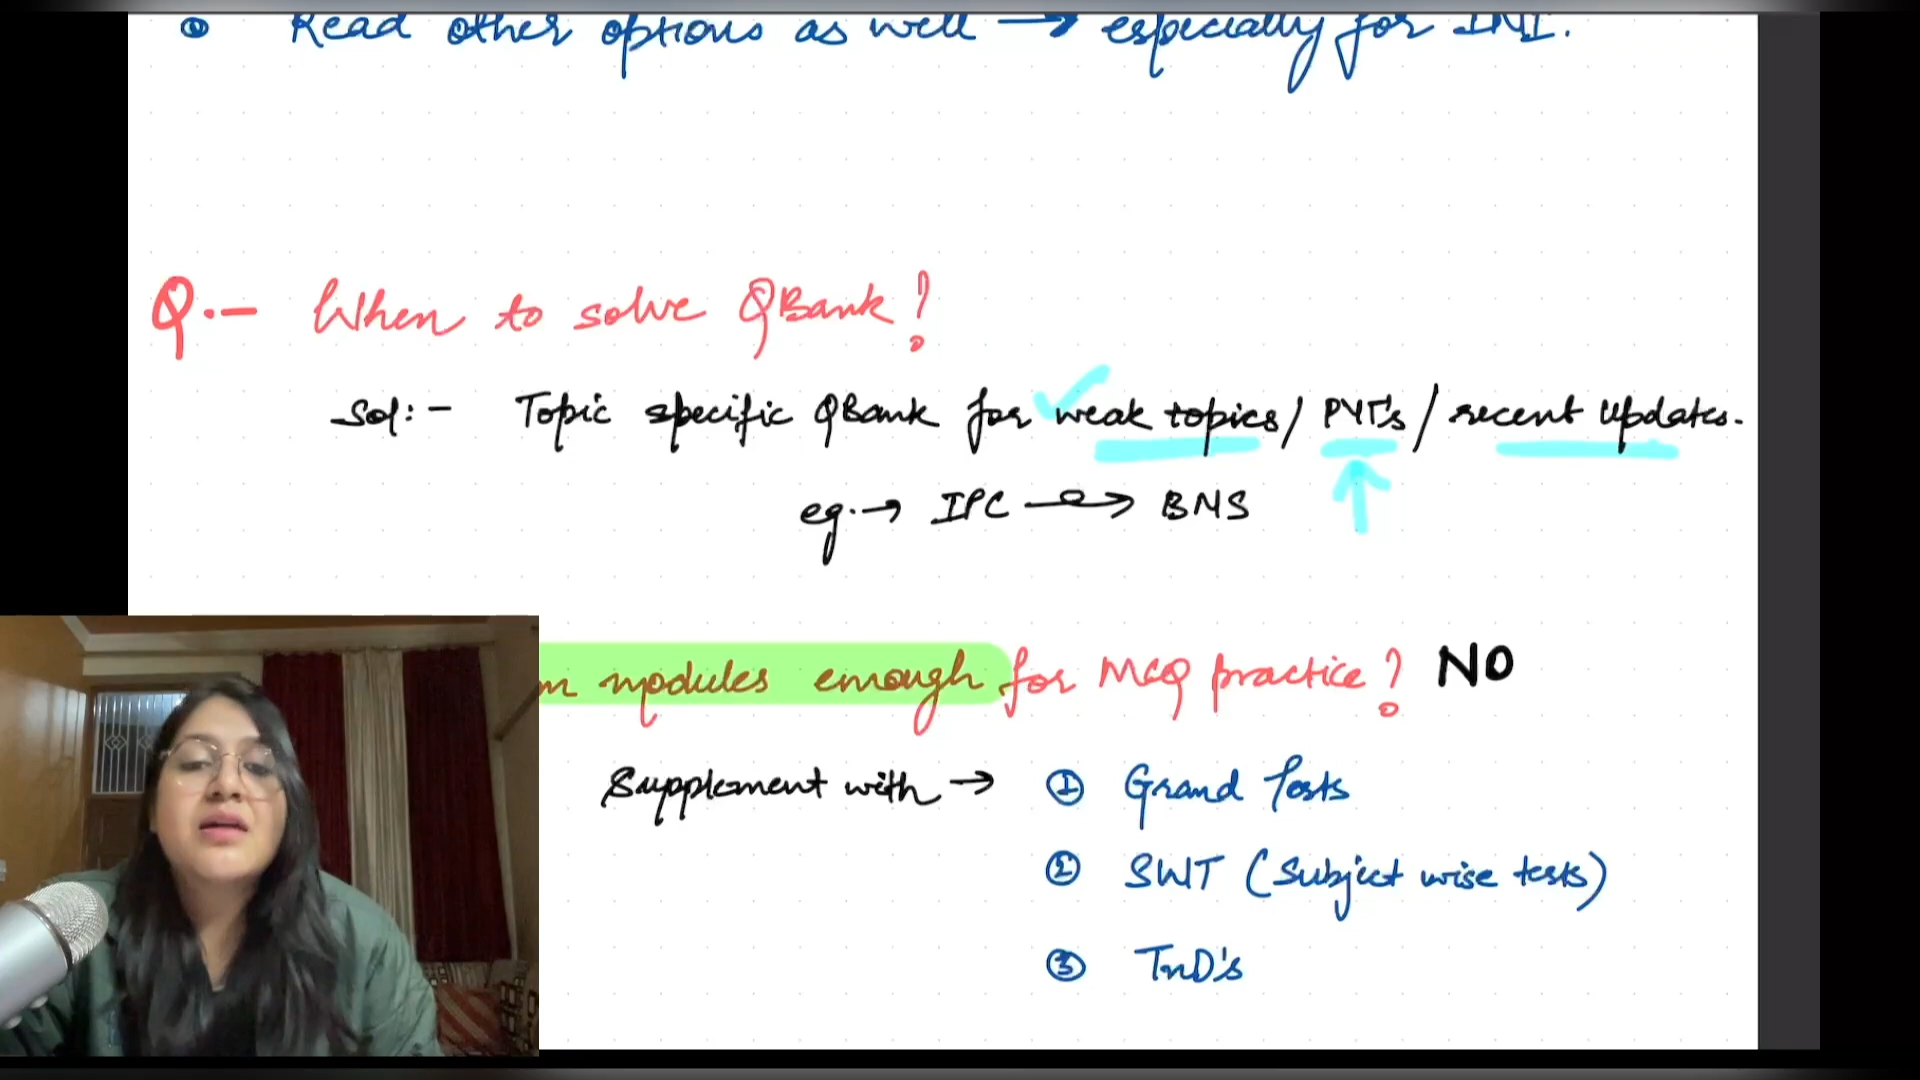 Read other options as well → especially for INI.
Q.- When to solve QBank?
Sol:- Topic specific QBank for weak topics / PYT's / recent updates.
eg. → IPC → BNS
m modules enough for MCQ practice? NO
Supplement with → ① Grand Tests
② SWT (Subject wise tests)
③ TnD's